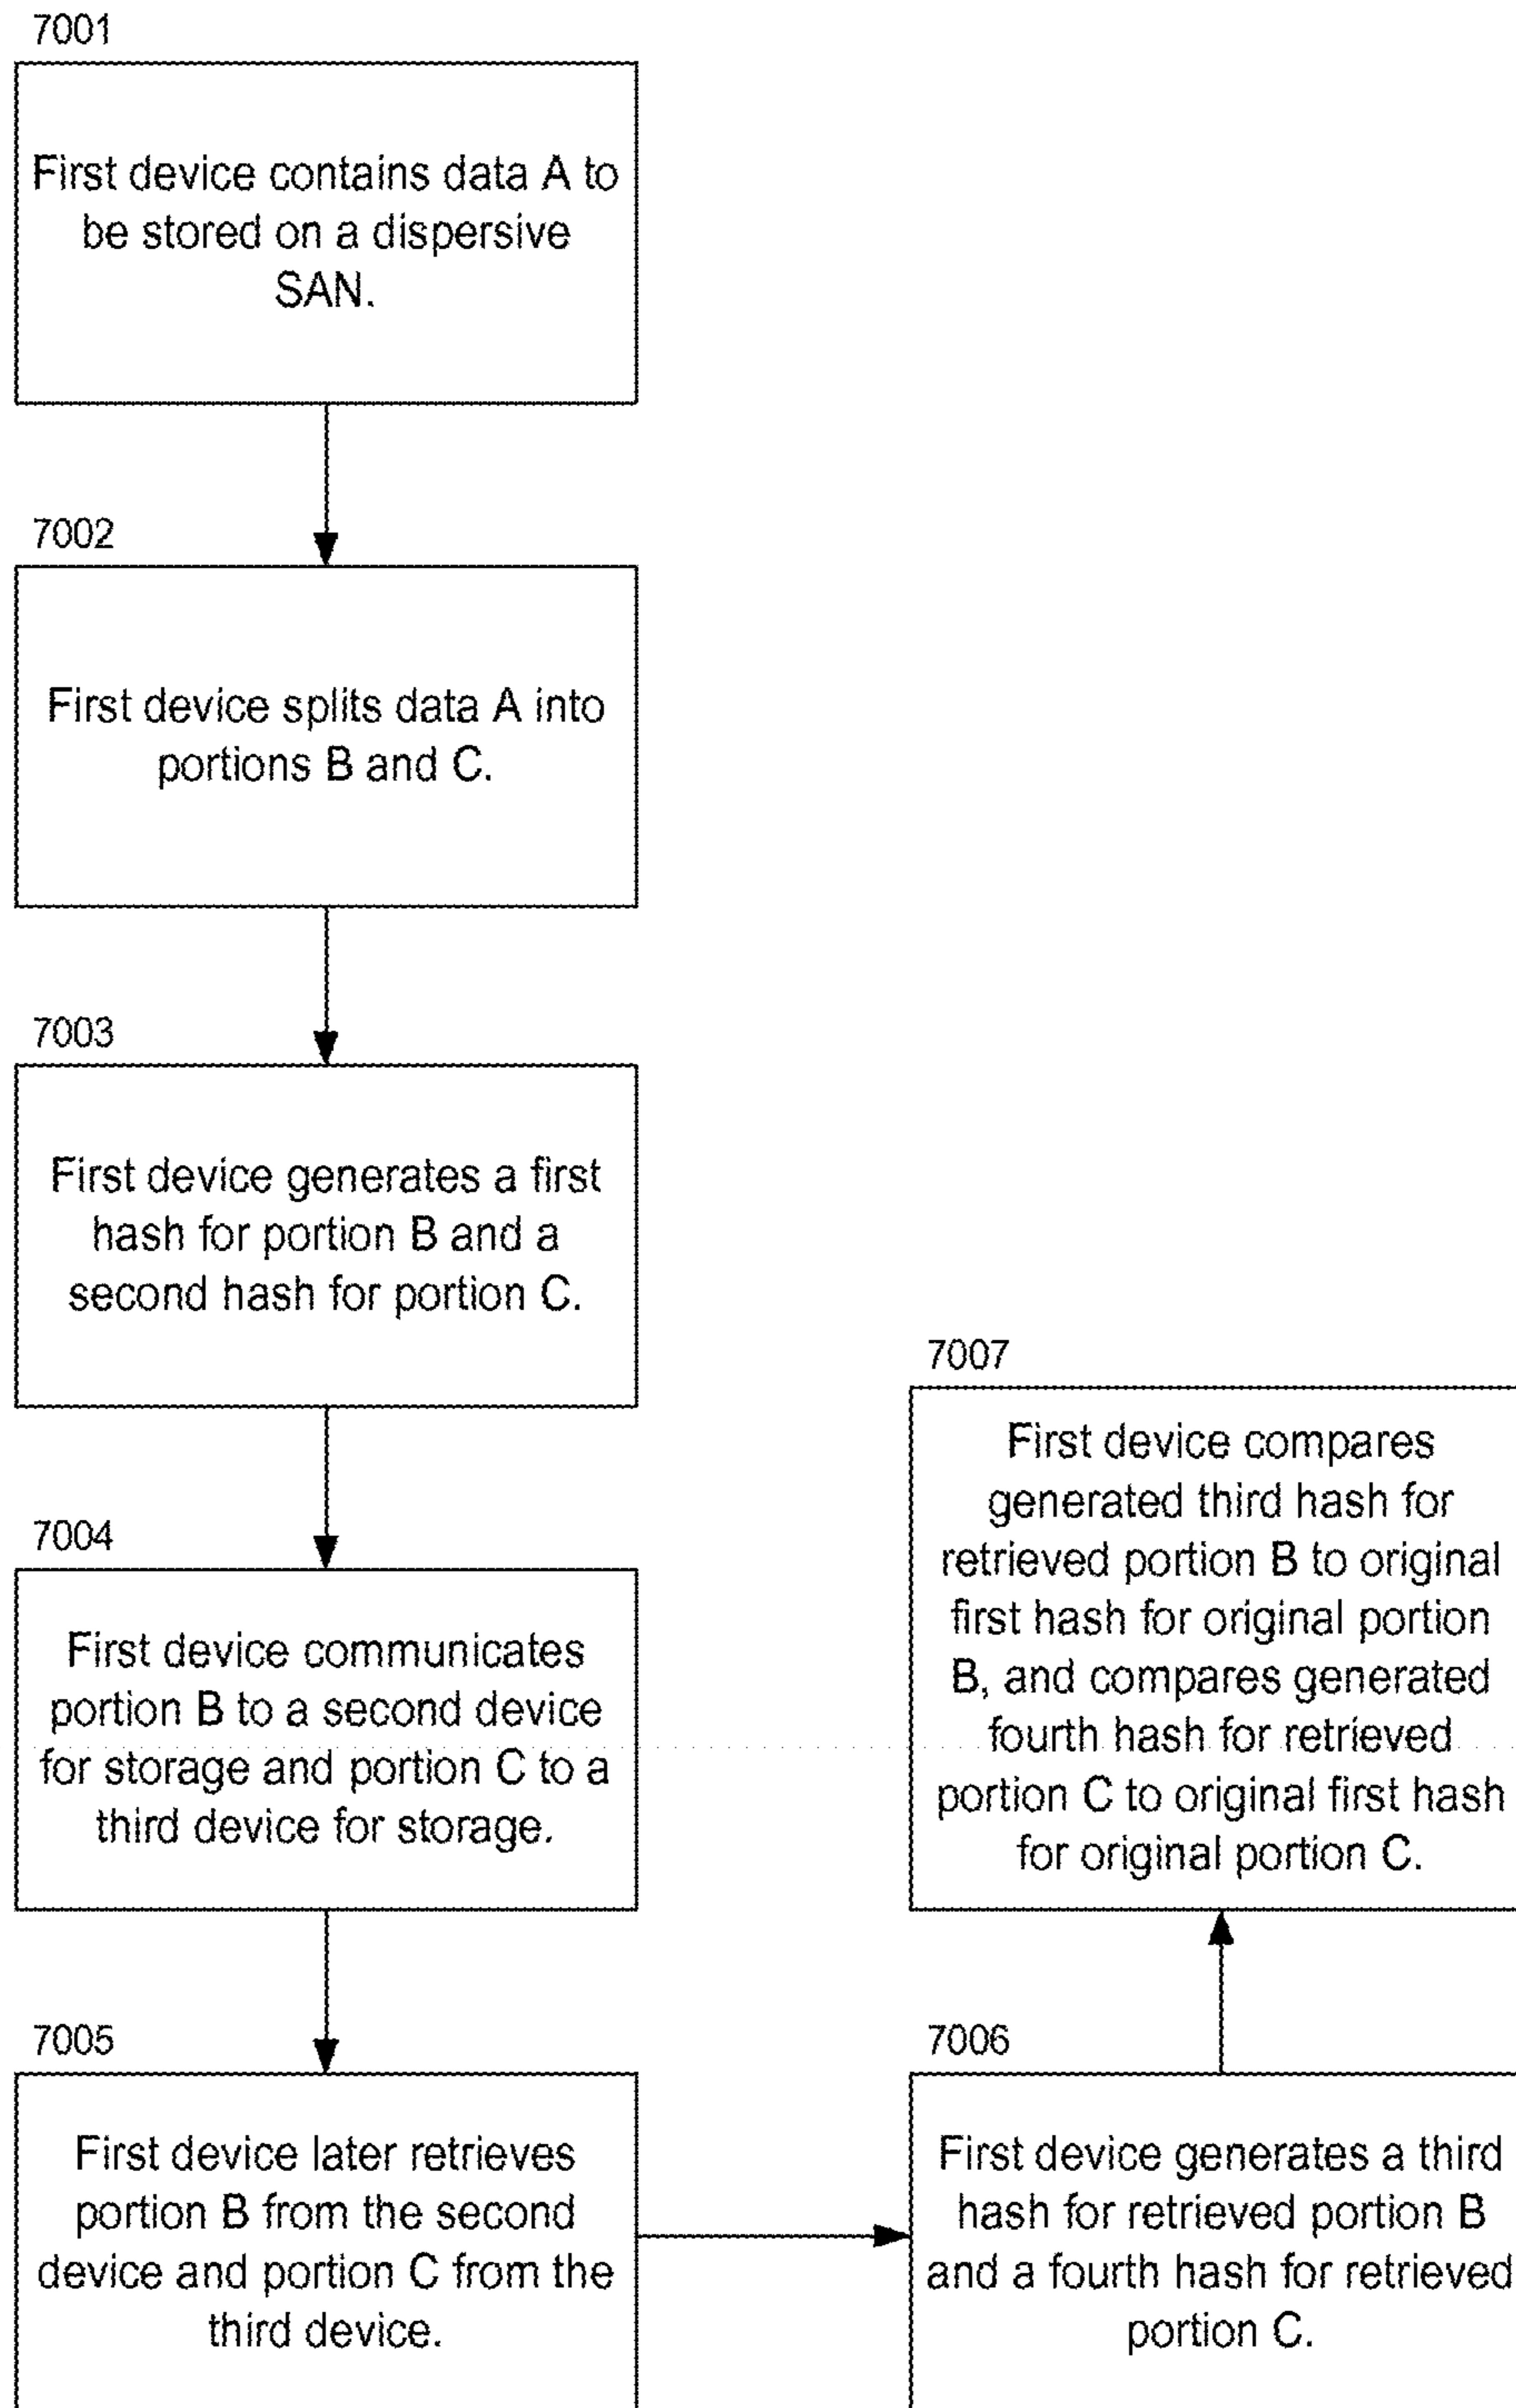 7001
First device contains data A to
be stored on a dispersive
SAN.
7002
First device splits data A into
portions B and C.
7003
First device generates a first
hash for portion B and a
second hash for portion C.
7004
First device communicates
portion B to a second device
for storage and portion C to a
third device for storage.
7005
First device later retrieves
portion B from the second
device and portion C from the
third device.
7006
First device generates a third
hash for retrieved portion B
and a fourth hash for retrieved
portion C.
7007
First device compares
generated third hash for
retrieved portion B to original
first hash for original portion
B, and compares generated
fourth hash for retrieved
portion C to original first hash
for original portion C.